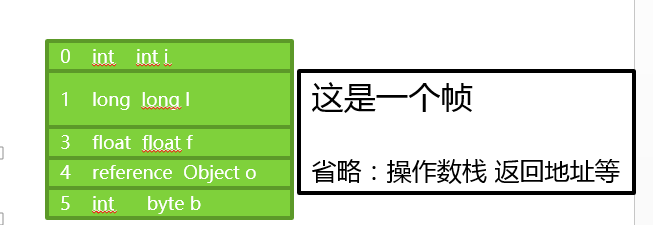 0 int int i
1 long long l
3 float float f
4 reference Object o
5 int byte b
这是一个帧
省略：操作数栈 返回地址等